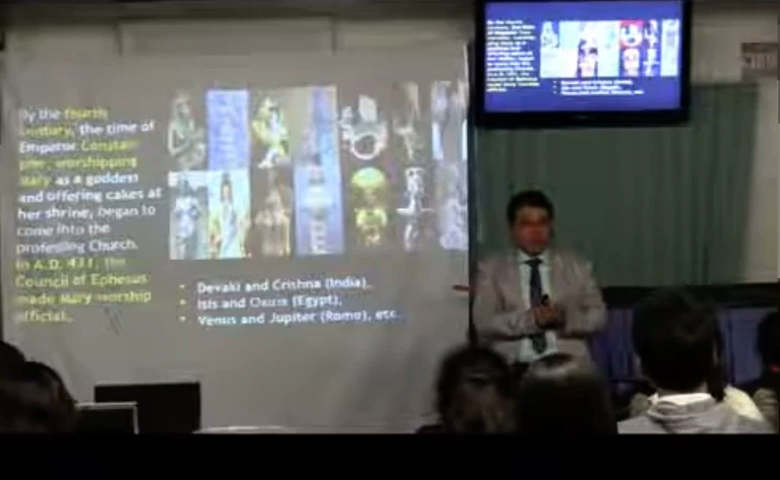 By the fourth
century, the time of
Emperor Constan-
tine, worshipping
Mary as a goddess
and offering cakes at
her shrine, began to
come into the
professing Church.
In A.D. 431, the
Council of Ephesus
made Mary worship
official.
• Devaki and Crishna (India),
• Isis and Osiris (Egypt),
• Venus and Jupiter (Rome), etc.